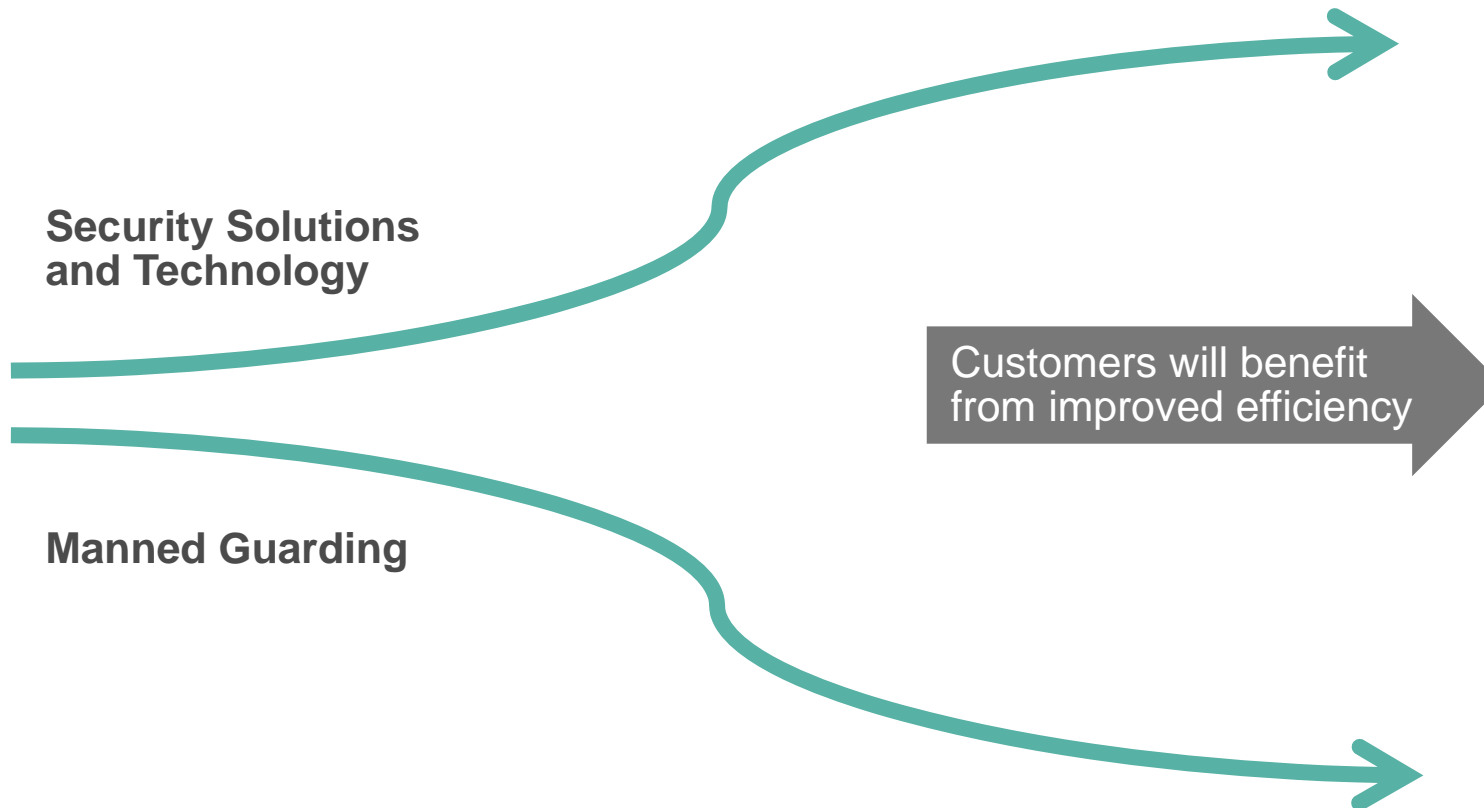 Security Solutions
and Technology
Customers will benefit
from improved efficiency
Manned Guarding